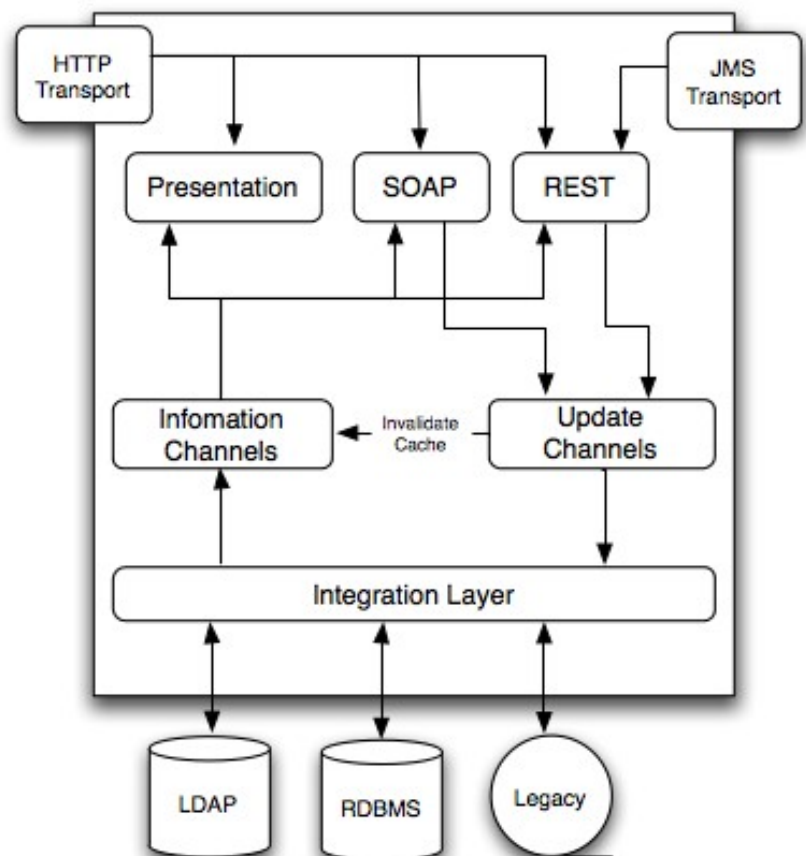 HTTP
Transport
JMS
Transport
Presentation
SOAP
REST
Infomation
Channels
Invalidate
Cache
Update
Channels
Integration Layer
LDAP
RDBMS
Legacy